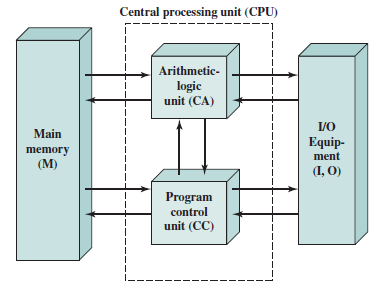 Central processing unit (CPU)
Arithmetic-
logic
unit (CA)
Main
memory
(M)
I/O
Equip-
ment
(I, O)
Program
control
unit (CC)